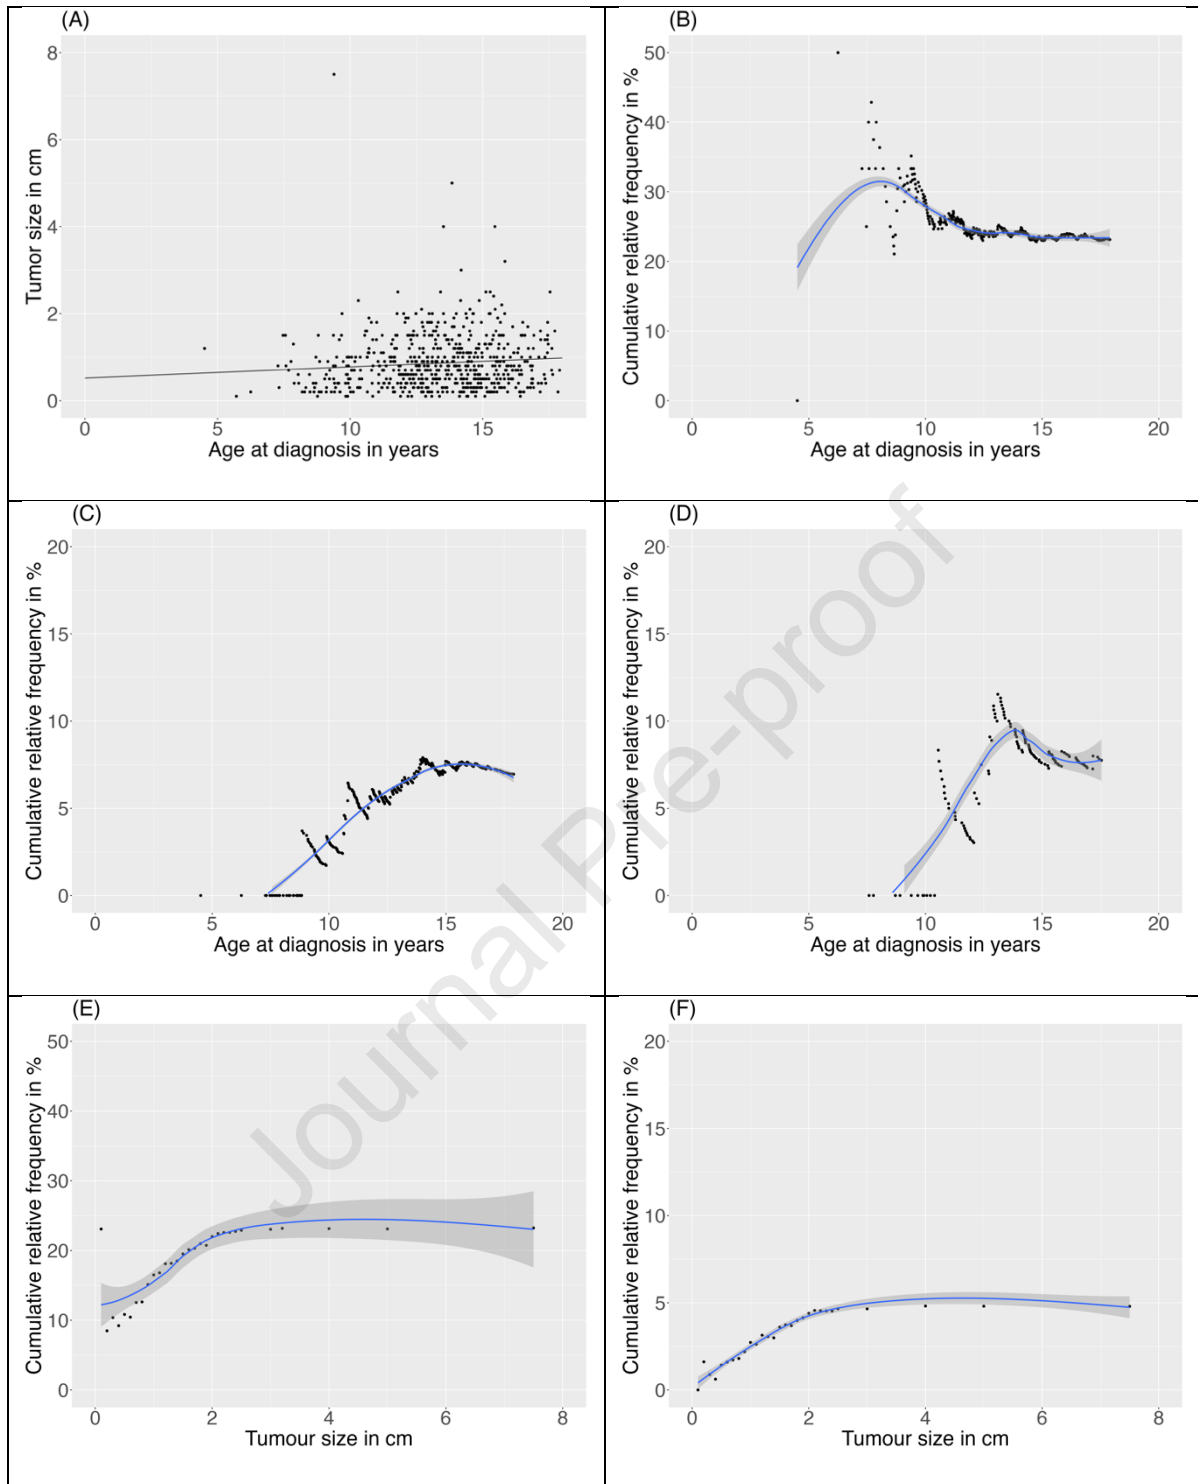 (A)
8
6
4
2
0
Tumor size in cm
0 5 10 15
Age at diagnosis in years
(B)
50
40
30
20
10
0
Cumulative relative frequency in %
0 5 10 15 20
Age at diagnosis in years
(C)
20
15
10
5
0
Cumulative relative frequency in %
0 5 10 15 20
Age at diagnosis in years
(D)
20
15
10
5
0
Cumulative relative frequency in %
0 5 10 15 20
Age at diagnosis in years
(E)
50
40
30
20
10
0
Cumulative relative frequency in %
0 2 4 6 8
Tumour size in cm
(F)
20
15
10
5
0
Cumulative relative frequency in %
0 2 4 6 8
Tumour size in cm
Journal Pre-proof